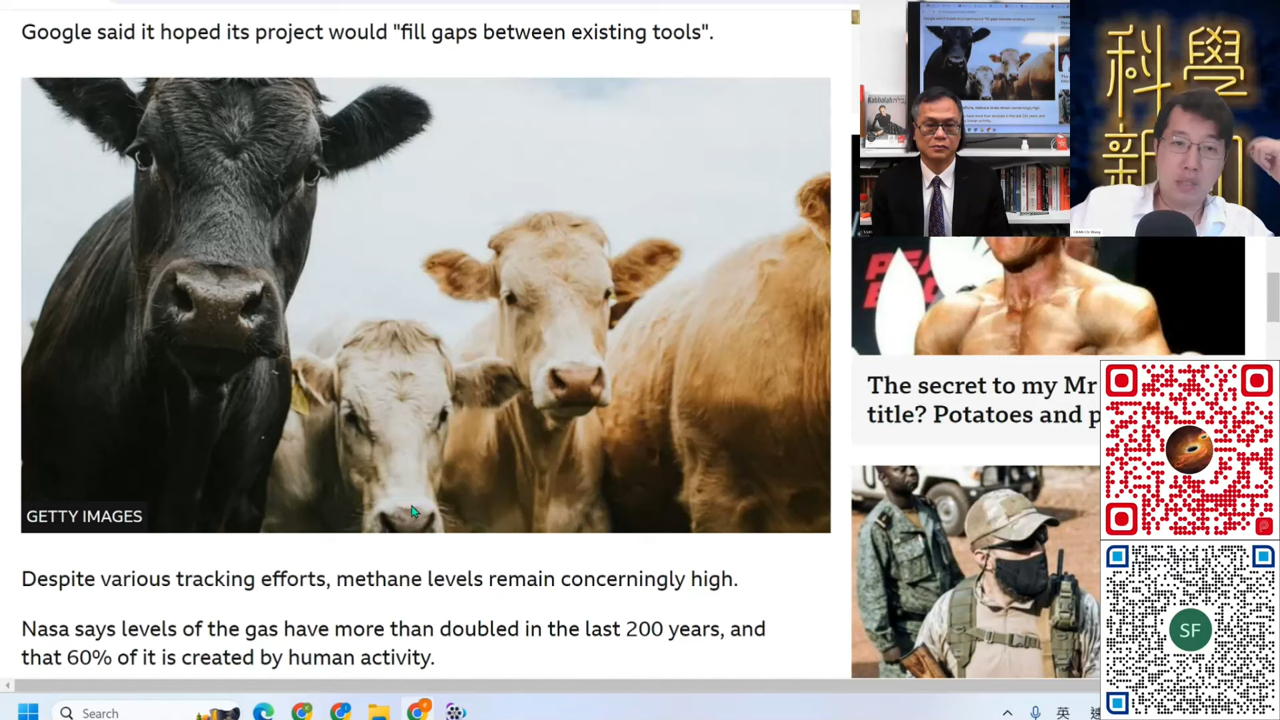 Google said it hoped its project would "fill gaps between existing tools".
GETTY IMAGES
Despite various tracking efforts, methane levels remain concerningly high.
Nasa says levels of the gas have more than doubled in the last 200 years, and
that 60% of it is created by human activity.
Kabbalah
科學
新
The secret to my Mr
title? Potatoes and p
SF
Search
英